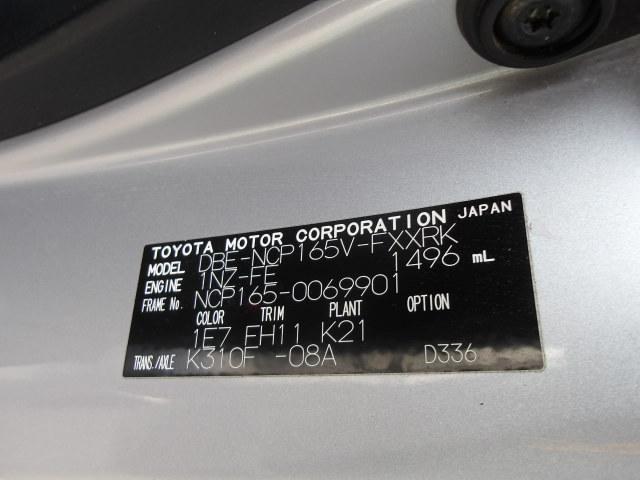 TOYOTA MOTOR CORPORATION JAPAN
MODEL DBE-NCP165V-FXXRK
ENGINE 1NZ-FE 1496 mL
FRAME No. NCP165-0069901
COLOR TRIM PLANT OPTION
1E7 FH11 K21
TRANS./AXLE K310F -08A D336